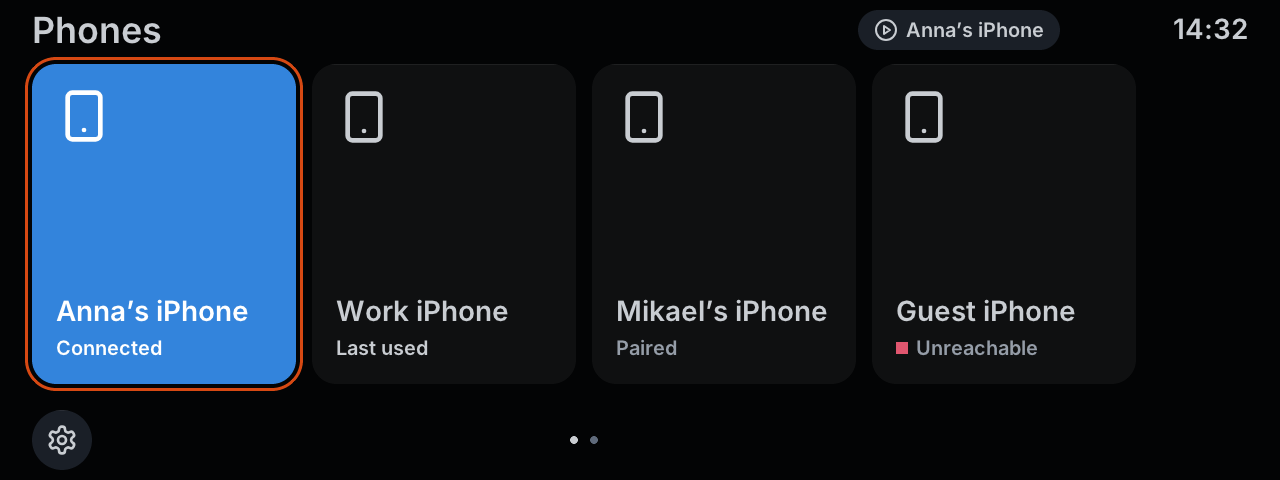 Phones
Anna’s iPhone
14:32
Anna’s iPhone
Connected
Work iPhone
Last used
Mikael’s iPhone
Paired
Guest iPhone
Unreachable